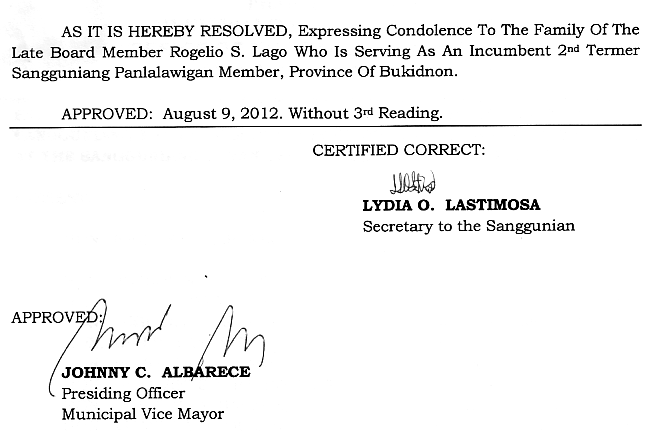 AS IT IS HEREBY RESOLVED, Expressing Condolence To The Family Of The
Late Board Member Rogelio S. Lago Who Is Serving As An Incumbent 2nd Termer
Sangguniang Panlalawigan Member, Province Of Bukidnon.
APPROVED: August 9, 2012. Without 3rd Reading.
CERTIFIED CORRECT:
LYDIA O. LASTIMOSA
Secretary to the Sanggunian
APPROVED:
JOHNNY C. ALBARECE
Presiding Officer
Municipal Vice Mayor